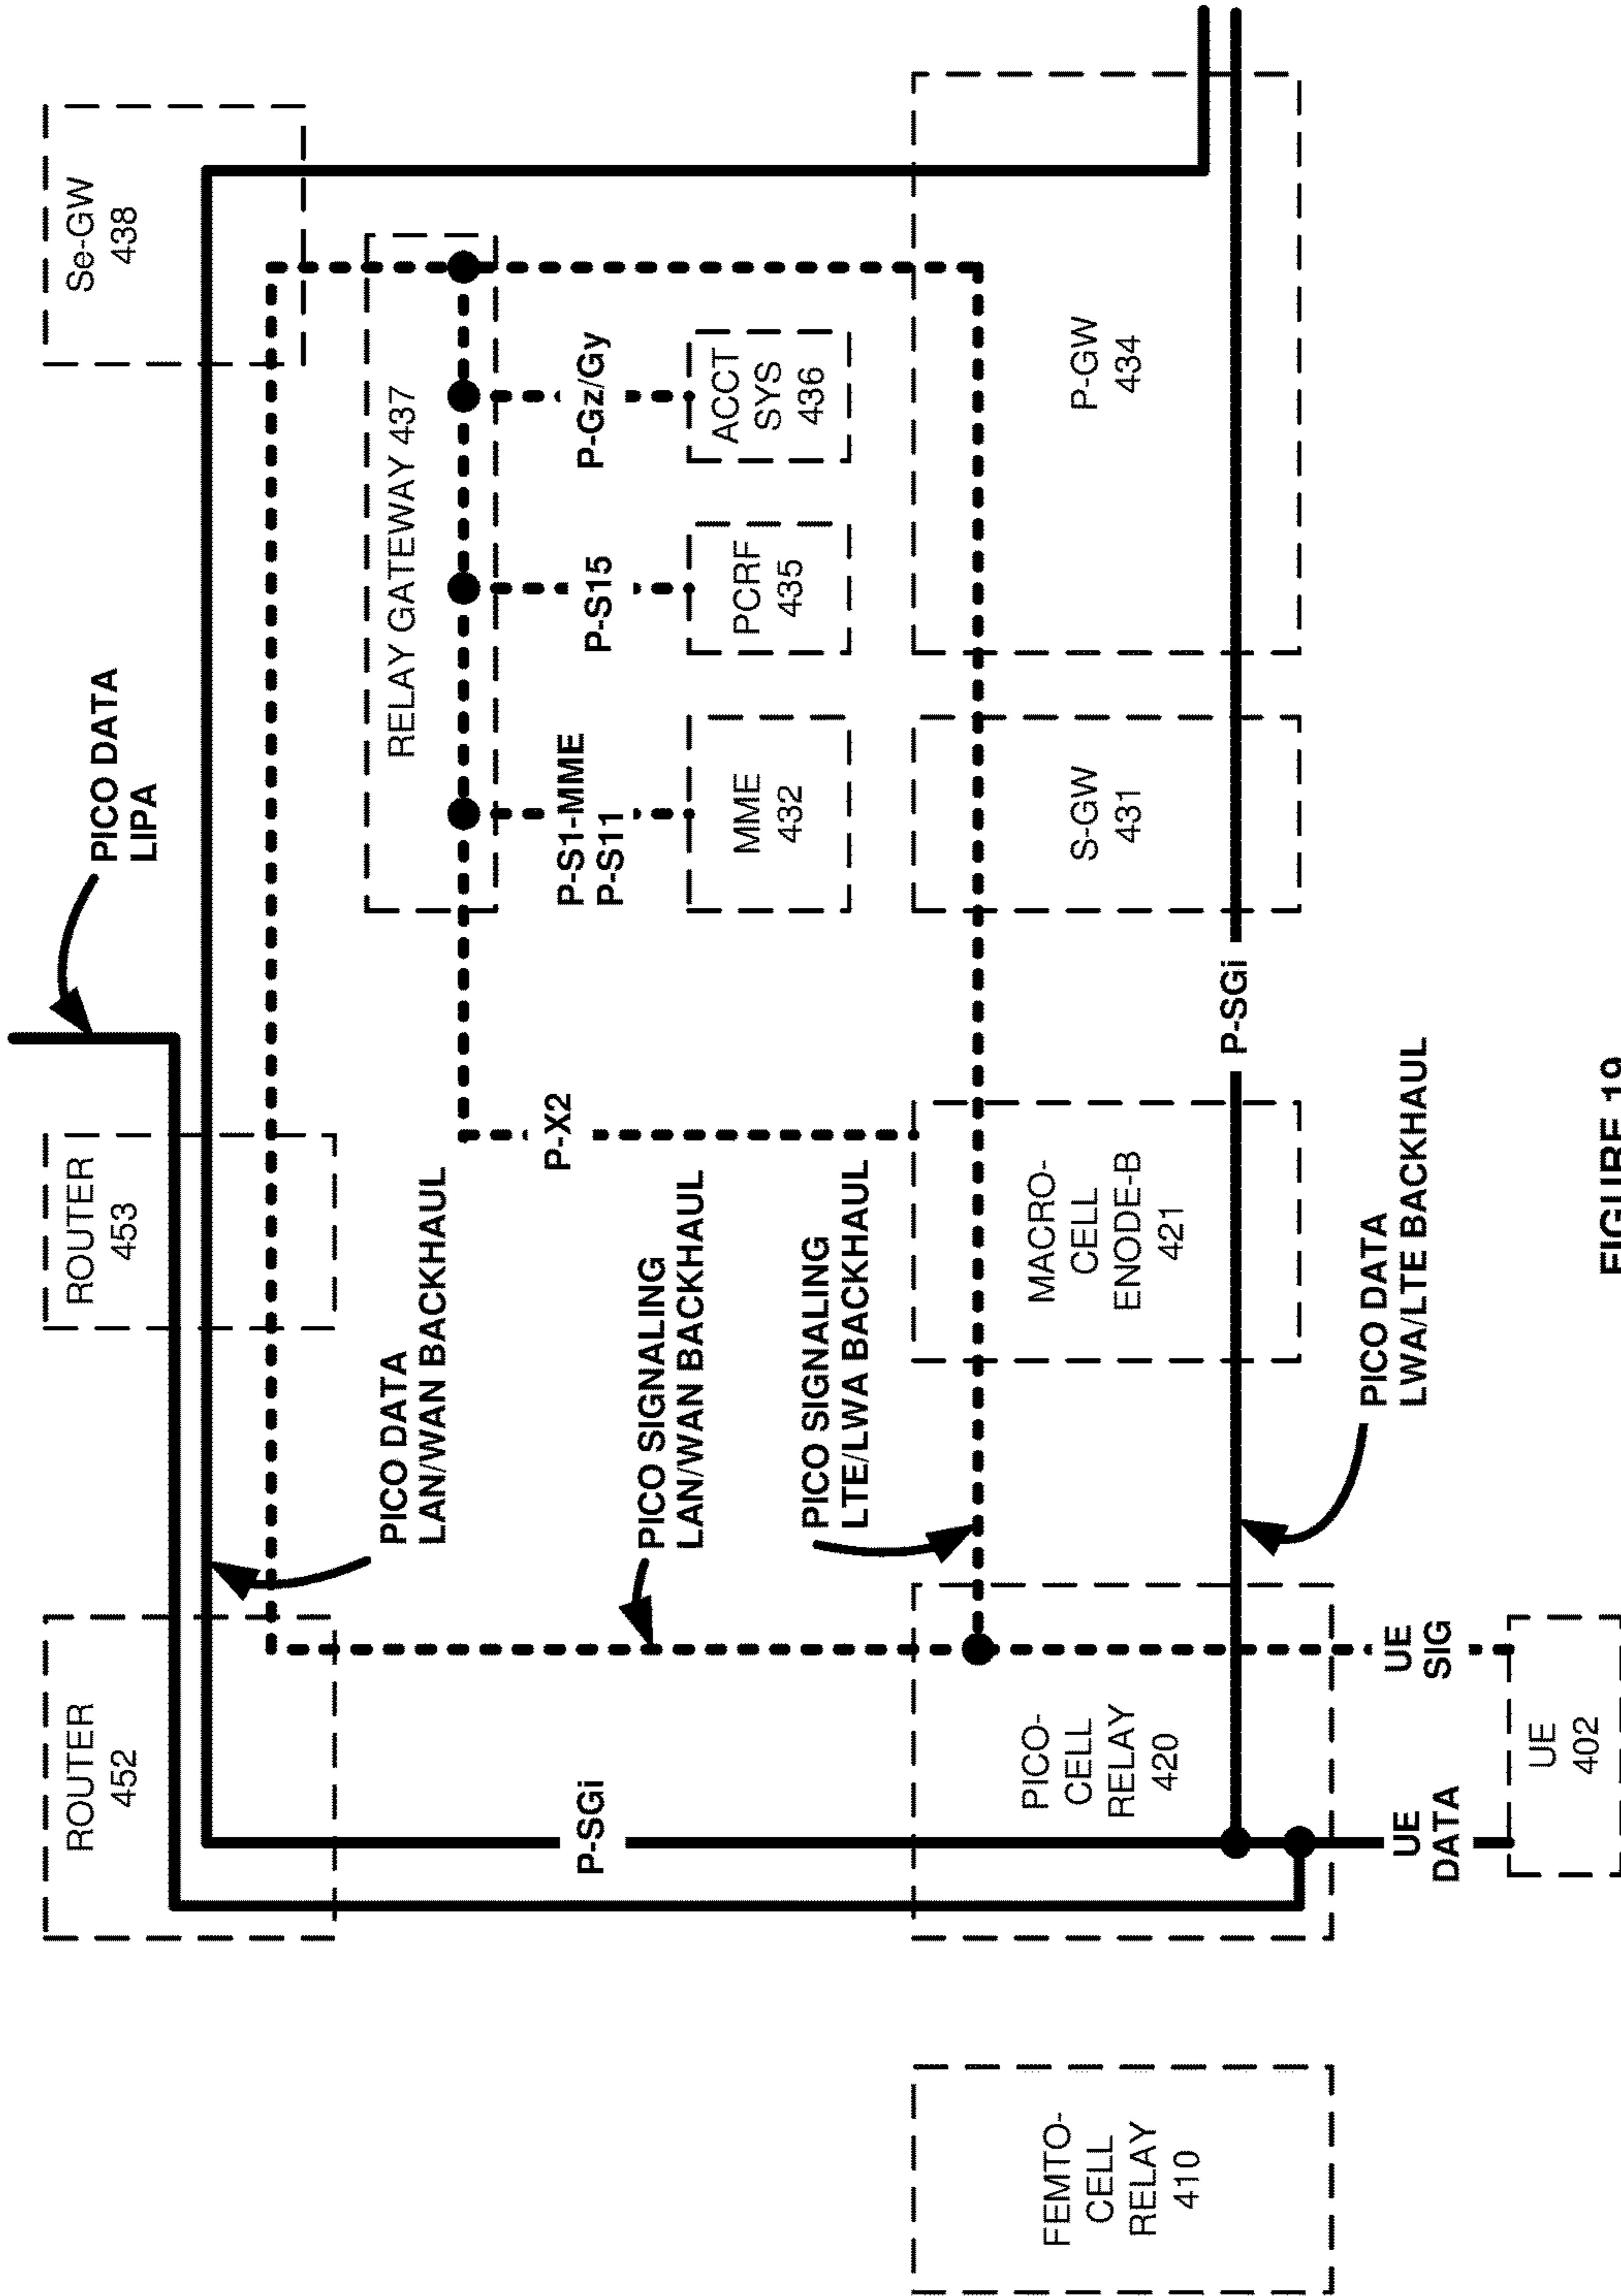 PICO DATA
LIPA
ROUTER
452
ROUTER
453
Se-GW
438
PICO DATA
LAN/WAN BACKHAUL
RELAY GATEWAY 437
P-SGi
P-X2
P-S1-MME
P-S11
P-S15
P-Gz/Gy
PICO SIGNALING
LAN/WAN BACKHAUL
MME
432
PCRF
435
ACCT
SYS
436
PICO SIGNALING
LTE/LWA BACKHAUL
FEMTO-
CELL
RELAY
410
PICO-
CELL
RELAY
420
MACRO-
CELL
ENODE-B
421
S-GW
431
P-GW
434
P-SGi
UE
DATA
UE
SIG
PICO DATA
LWA/LTE BACKHAUL
UE
402
FIGURE 19